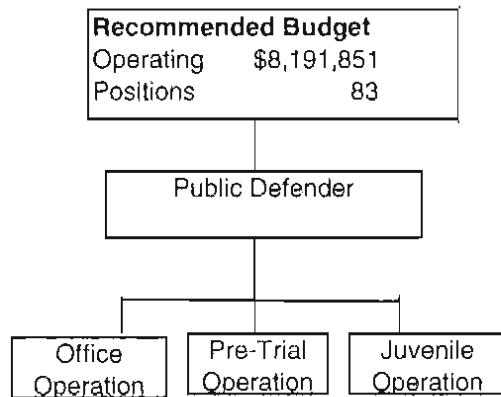 Recommended Budget
Operating $8,191,851
Positions 83
Public Defender
Office
Operation
Pre-Trial
Operation
Juvenile
Operation